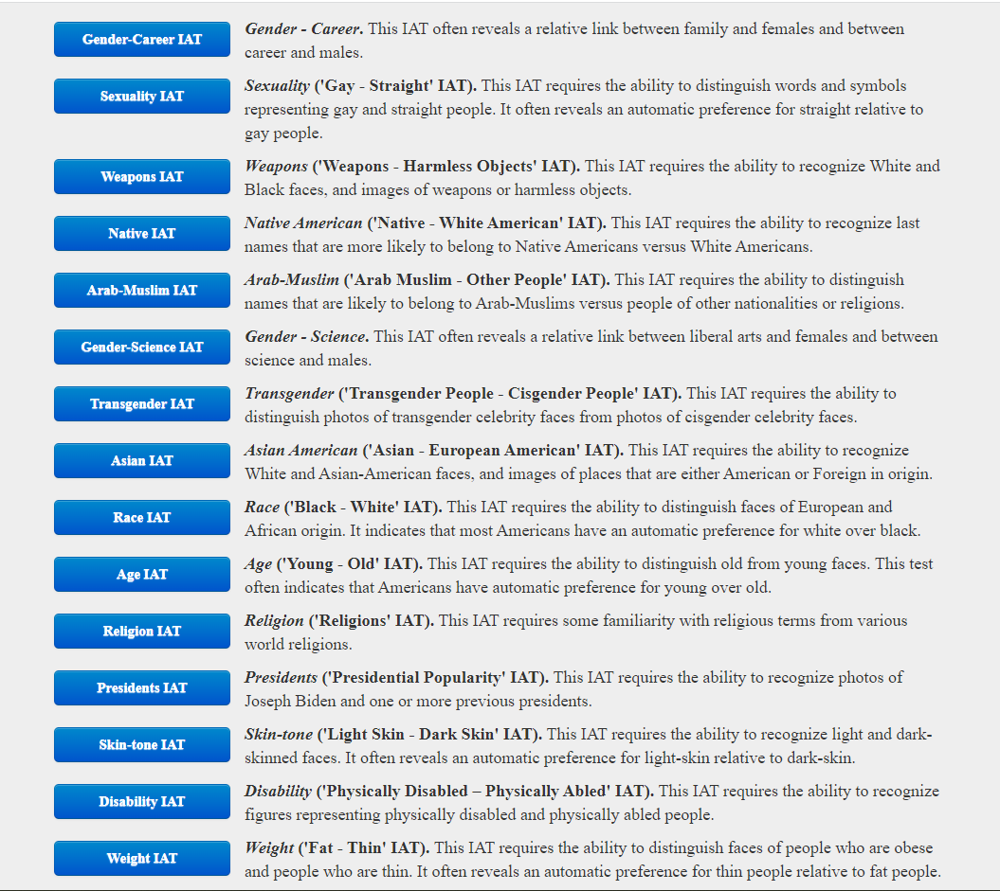 Gender-Career IAT
Gender - Career. This IAT often reveals a relative link between family and females and between
career and males.
Sexuality IAT
Sexuality ('Gay - Straight' IAT). This IAT requires the ability to distinguish words and symbols
representing gay and straight people. It often reveals an automatic preference for straight relative to
gay people.
Weapons IAT
Weapons ('Weapons - Harmless Objects' IAT). This IAT requires the ability to recognize White and
Black faces, and images of weapons or harmless objects.
Native IAT
Native American ('Native - White American' IAT). This IAT requires the ability to recognize last
names that are more likely to belong to Native Americans versus White Americans.
Arab-Muslim IAT
Arab-Muslim ('Arab Muslim - Other People' IAT). This IAT requires the ability to distinguish
names that are likely to belong to Arab-Muslims versus people of other nationalities or religions.
Gender-Science IAT
Gender - Science. This IAT often reveals a relative link between liberal arts and females and between
science and males.
Transgender IAT
Transgender ('Transgender People - Cisgender People' IAT). This IAT requires the ability to
distinguish photos of transgender celebrity faces from photos of cisgender celebrity faces.
Asian IAT
Asian American ('Asian - European American' IAT). This IAT requires the ability to recognize
White and Asian-American faces, and images of places that are either American or Foreign in origin.
Race IAT
Race ('Black - White' IAT). This IAT requires the ability to distinguish faces of European and
African origin. It indicates that most Americans have an automatic preference for white over black.
Age IAT
Age ('Young - Old' IAT). This IAT requires the ability to distinguish old from young faces. This test
often indicates that Americans have automatic preference for young over old.
Religion IAT
Religion ('Religions' IAT). This IAT requires some familiarity with religious terms from various
world religions.
Presidents IAT
Presidents ('Presidential Popularity' IAT). This IAT requires the ability to recognize photos of
Joseph Biden and one or more previous presidents.
Skin-tone IAT
Skin-tone ('Light Skin - Dark Skin' IAT). This IAT requires the ability to recognize light and dark-
skinned faces. It often reveals an automatic preference for light-skin relative to dark-skin.
Disability IAT
Disability ('Physically Disabled – Physically Abled' IAT). This IAT requires the ability to recognize
figures representing physically disabled and physically abled people.
Weight IAT
Weight ('Fat - Thin' IAT). This IAT requires the ability to distinguish faces of people who are obese
and people who are thin. It often reveals an automatic preference for thin people relative to fat people.